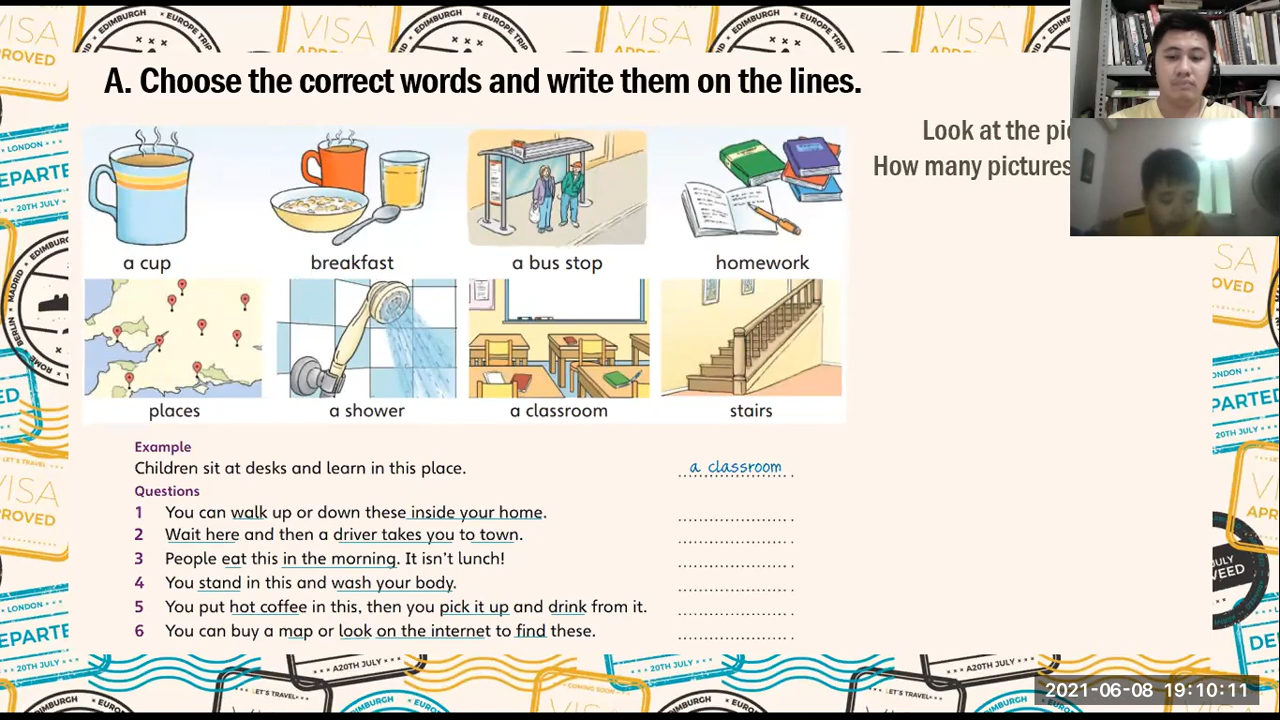 A. Choose the correct words and write them on the lines.
Look at the
How many pictures
a cup
breakfast
a bus stop
homework
places
a shower
a classroom
stairs
Example
Children sit at desks and learn in this place.
a classroom
Questions
1 You can walk up or down these inside your home.
2 Wait here and then a driver takes you to town.
3 People eat this in the morning. It isn't lunch!
4 You stand in this and wash your body.
5 You put hot coffee in this, then you pick it up and drink from it.
6 You can buy a map or look on the internet to find these.
2021-06-08 19:10:11